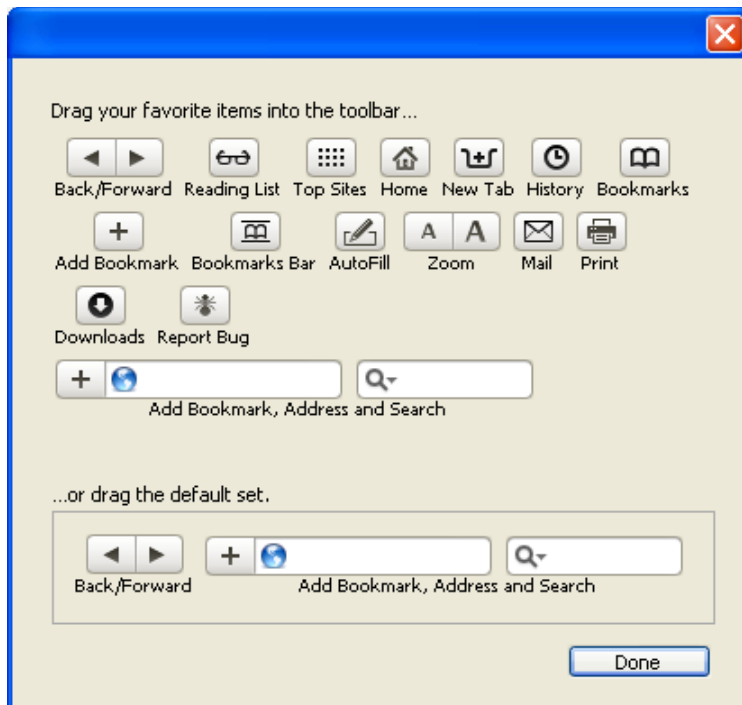 Drag your favorite items into the toolbar...
Back/Forward Reading List Top Sites Home New Tab History Bookmarks
A A
Add Bookmark Bookmarks Bar AutoFill Zoom Mail Print
Downloads Report Bug
Add Bookmark, Address and Search
...or drag the default set.
Back/Forward Add Bookmark, Address and Search
Done